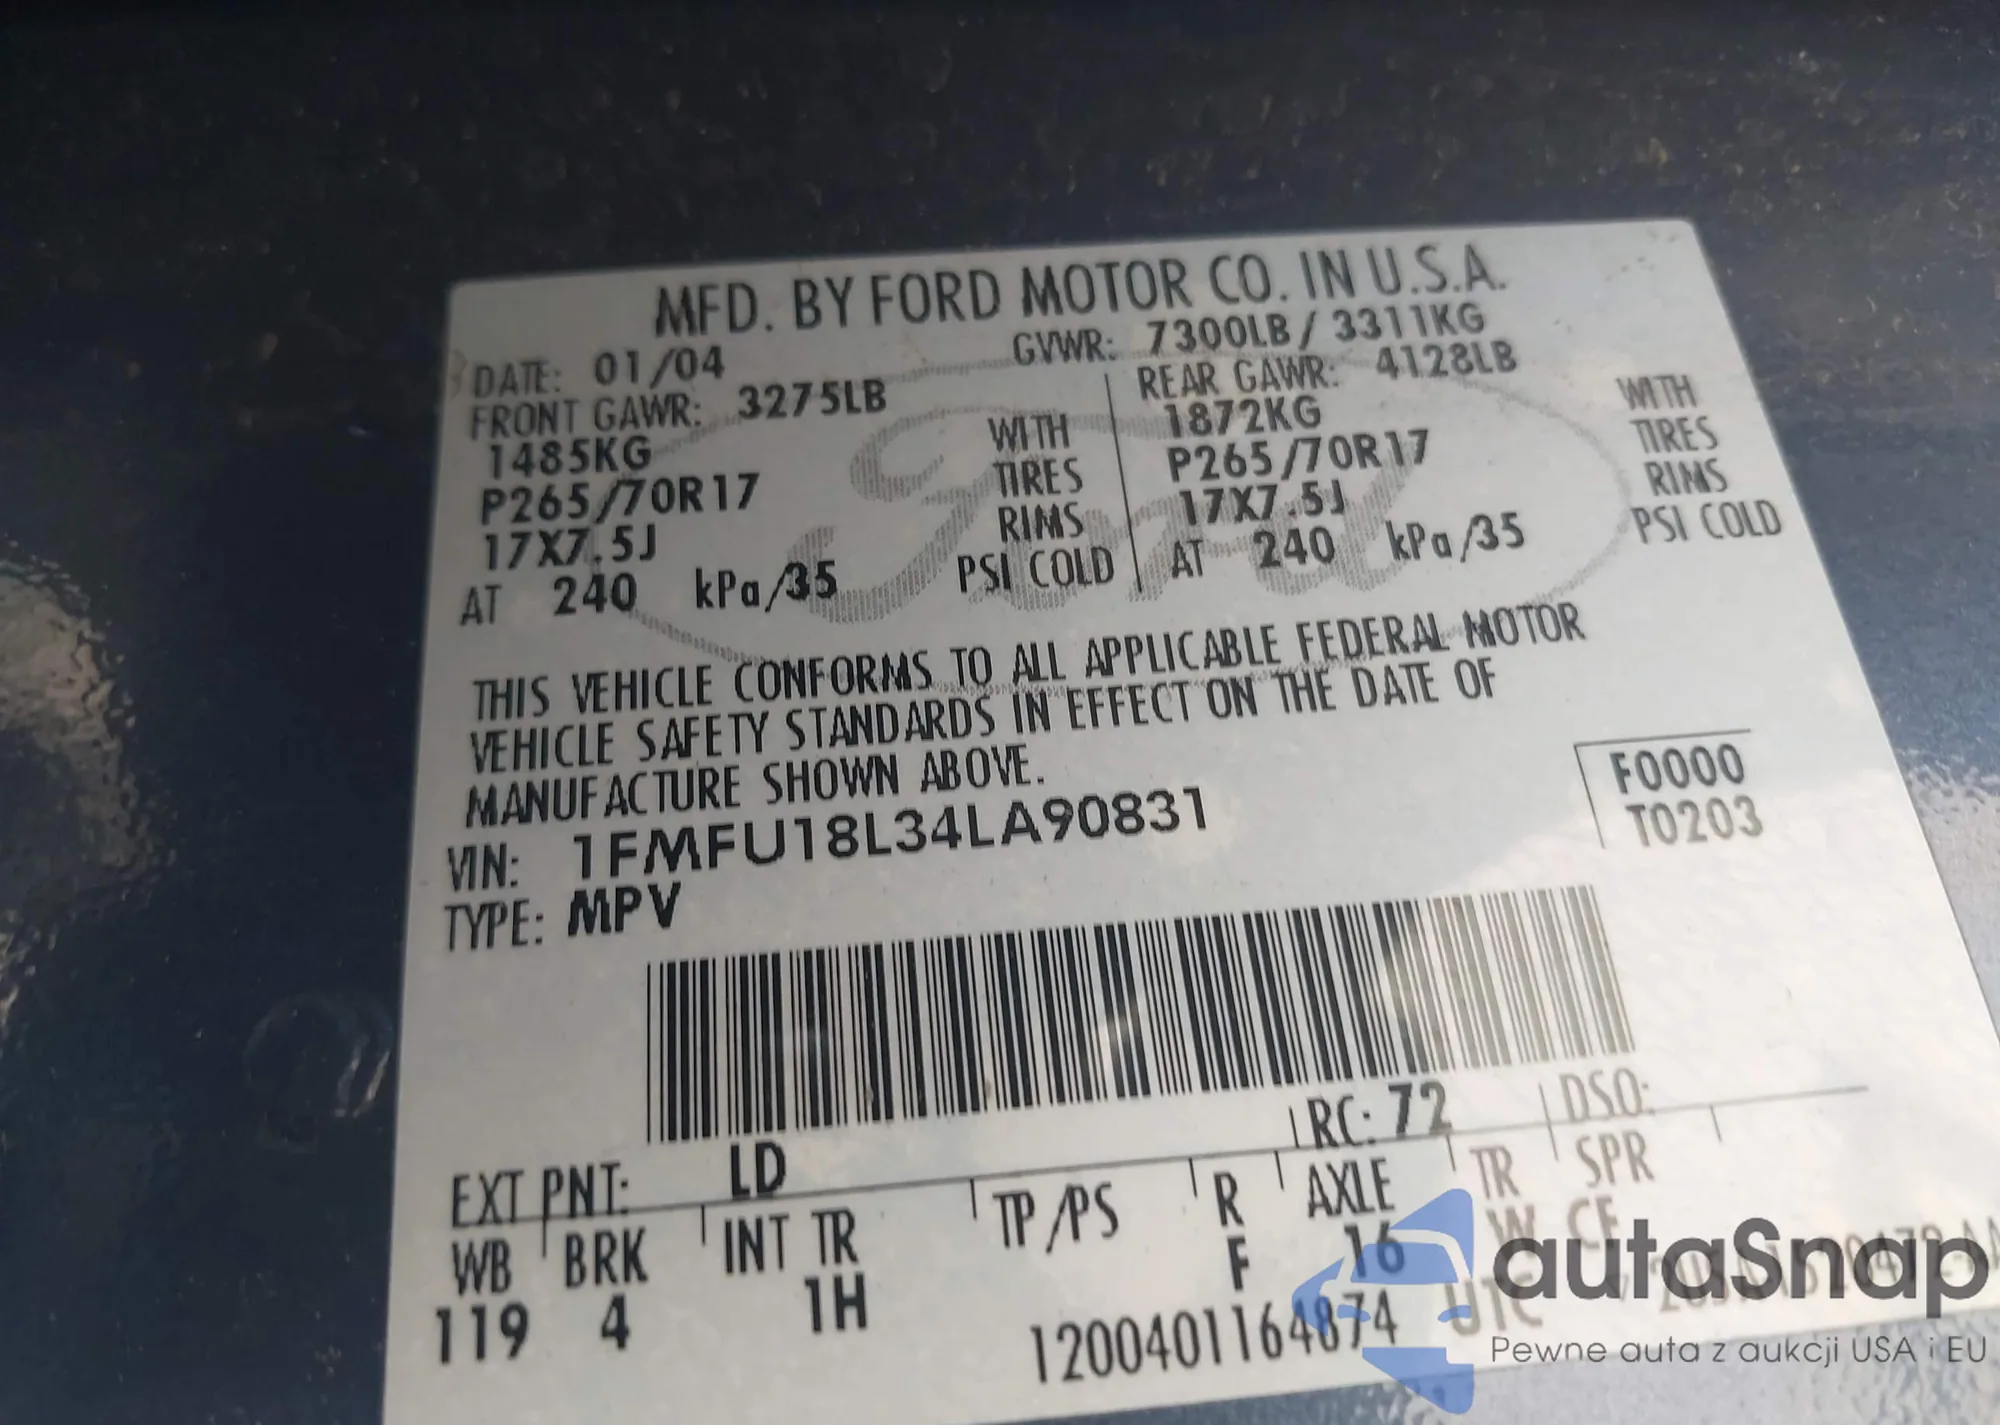 MFD. BY FORD MOTOR CO. IN U.S.A.
DATE: 01/04 GVWR: 7300LB / 3311KG
FRONT GAWR: 3275LB REAR GAWR: 4128LB
1485KG WITH 1872KG WITH
P265/70R17 TIRES P265/70R17 TIRES
17X7.5J RIMS 17X7.5J RIMS
AT 240 kPa/35 PSI COLD AT 240 kPa/35 PSI COLD
Ford
THIS VEHICLE CONFORMS TO ALL APPLICABLE FEDERAL MOTOR
VEHICLE SAFETY STANDARDS IN EFFECT ON THE DATE OF
MANUFACTURE SHOWN ABOVE.
F0000
T0203
VIN: 1FMFU18L34LA90831
TYPE: MPV
EXT PNT: LD RC: 72 DSO:
WB BRK INT TR TP/PS R AXLE TR SPR
119 4 1H F 16 W CF
1200401164874 UTC
autaSnap
Pewne auta z aukcji USA i EU